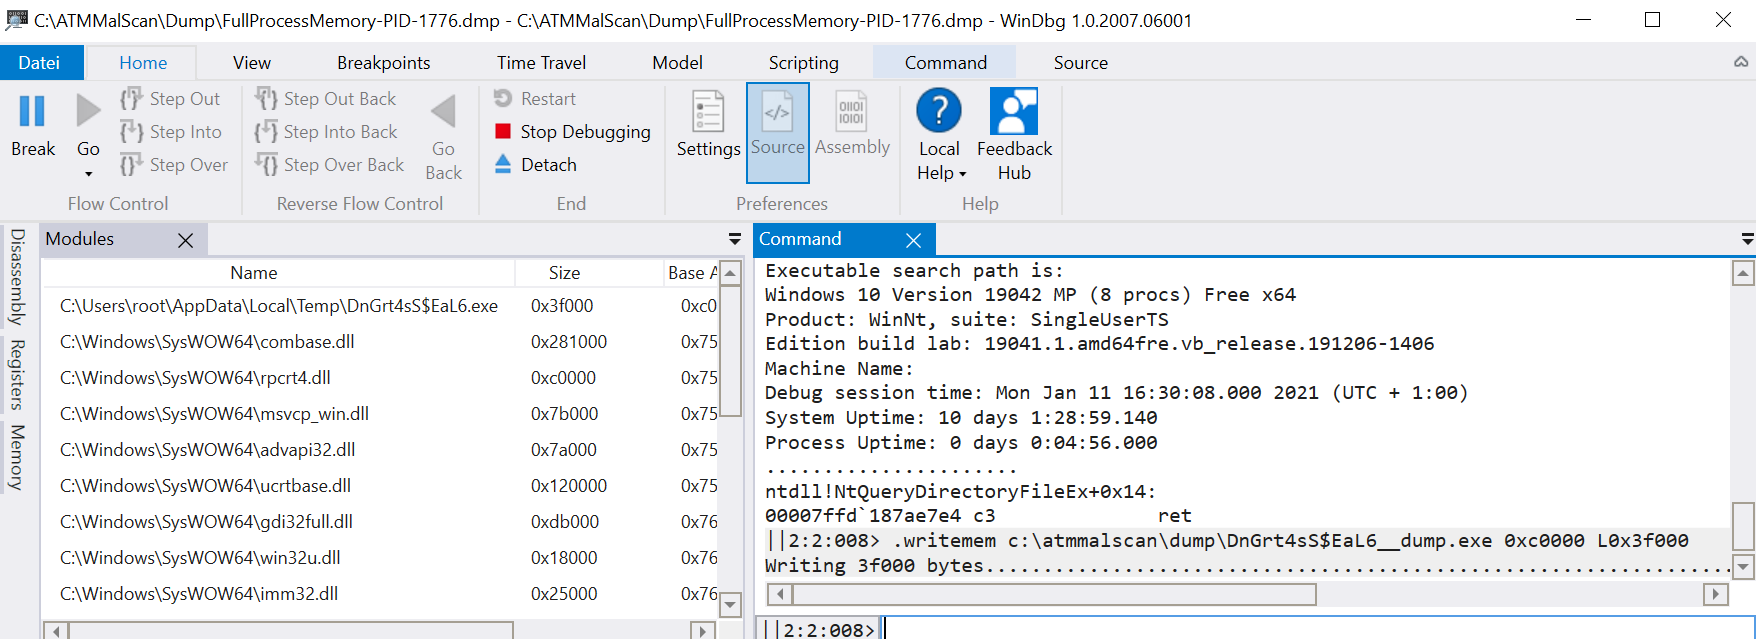 C:\ATMMalScan\Dump\FullProcessMemory-PID-1776.dmp - C:\ATMMalScan\Dump\FullProcessMemory-PID-1776.dmp - WinDbg 1.0.2007.06001
Datei Home View Breakpoints Time Travel Model Scripting Command Source
Break
Go
Step Out
Step Into
Step Over
Flow Control
Step Out Back
Step Into Back
Step Over Back
Go Back
Reverse Flow Control
Restart
Stop Debugging
Detach
End
Settings
Source
Assembly
Preferences
Local Help
Feedback Hub
Help
Disassembly
Registers
Memory
Modules
Name Size Base A
C:\Users\root\AppData\Local\Temp\DnGrt4sS$EaL6.exe 0x3f000 0xc0
C:\Windows\SysWOW64\combase.dll 0x281000 0x75
C:\Windows\SysWOW64\rpcrt4.dll 0xc0000 0x75
C:\Windows\SysWOW64\msvcp_win.dll 0x7b000 0x75
C:\Windows\SysWOW64\advapi32.dll 0x7a000 0x75
C:\Windows\SysWOW64\ucrtbase.dll 0x120000 0x75
C:\Windows\SysWOW64\gdi32full.dll 0xdb000 0x76
C:\Windows\SysWOW64\win32u.dll 0x18000 0x76
C:\Windows\SysWOW64\imm32.dll 0x25000 0x76
Command
Executable search path is:
Windows 10 Version 19042 MP (8 procs) Free x64
Product: WinNt, suite: SingleUserTS
Edition build lab: 19041.1.amd64fre.vb_release.191206-1406
Machine Name:
Debug session time: Mon Jan 11 16:30:08.000 2021 (UTC + 1:00)
System Uptime: 10 days 1:28:59.140
Process Uptime: 0 days 0:04:56.000
......................
ntdll!NtQueryDirectoryFileEx+0x14:
00007ffd`187ae7e4 c3 ret
||2:2:008> .writemem c:\atmmalscan\dump\DnGrt4sS$EaL6__dump.exe 0xc0000 L0x3f000
Writing 3f000 bytes................................................................
||2:2:008>